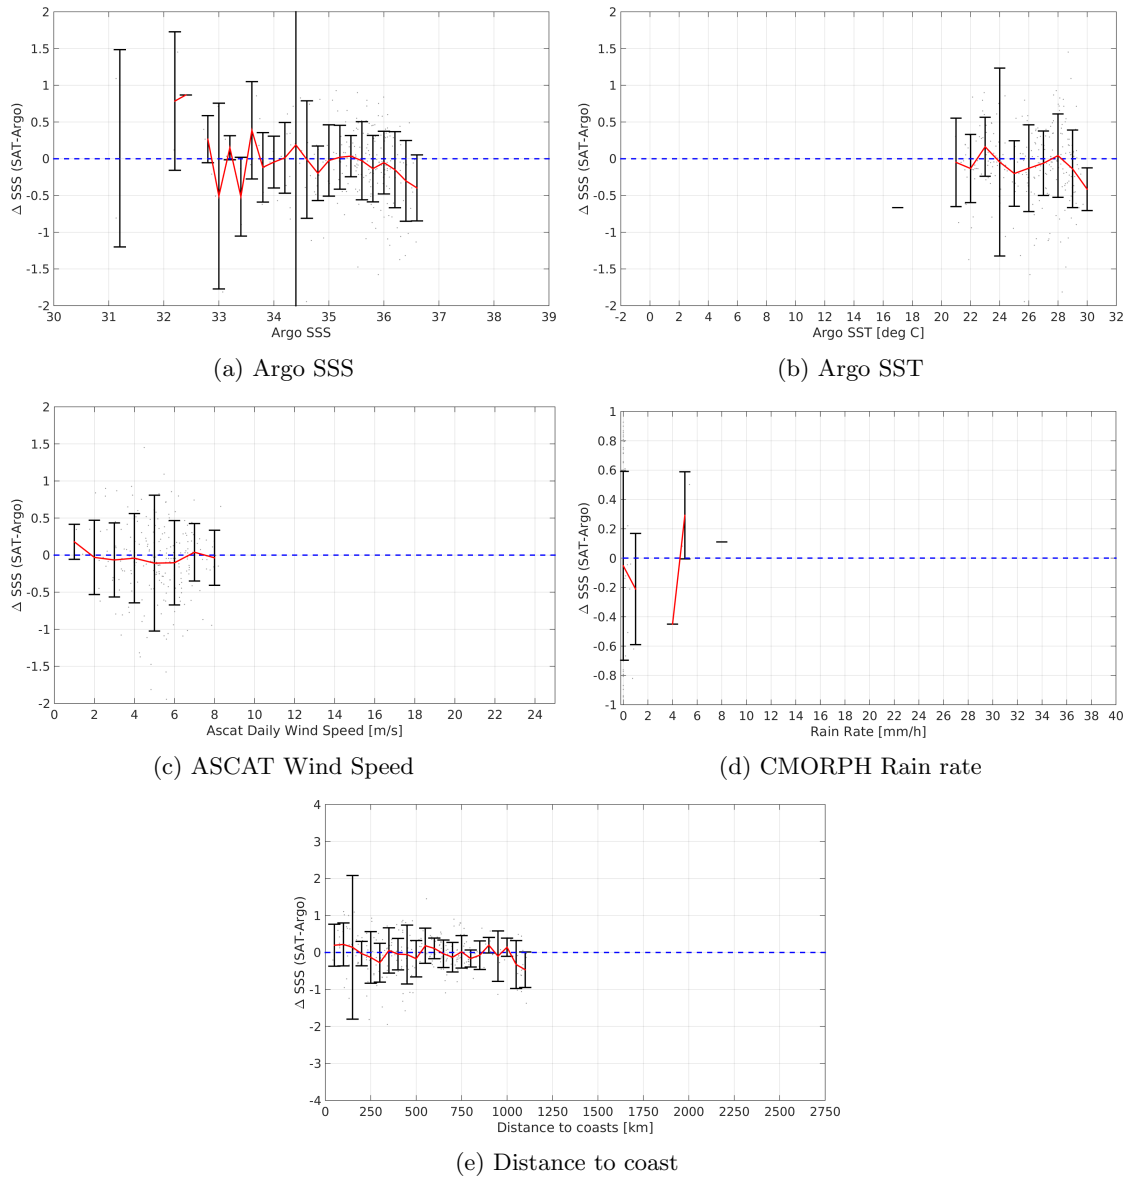 2
1.5
1
0.5
0
-0.5
-1
-1.5
-2
Δ SSS (SAT-Argo)
30 31 32 33 34 35 36 37 38 39
Argo SSS
(a) Argo SSS
2
1.5
1
0.5
0
-0.5
-1
-1.5
-2
Δ SSS (SAT-Argo)
-2 0 2 4 6 8 10 12 14 16 18 20 22 24 26 28 30 32
Argo SST [deg C]
(b) Argo SST
2
1.5
1
0.5
0
-0.5
-1
-1.5
-2
Δ SSS (SAT-Argo)
0 2 4 6 8 10 12 14 16 18 20 22 24
Ascat Daily Wind Speed [m/s]
(c) ASCAT Wind Speed
1
0.8
0.6
0.4
0.2
0
-0.2
-0.4
-0.6
-0.8
-1
Δ SSS (SAT-Argo)
0 2 4 6 8 10 12 14 16 18 20 22 24 26 28 30 32 34 36 38 40
Rain Rate [mm/h]
(d) CMORPH Rain rate
4
3
2
1
0
-1
-2
-3
-4
Δ SSS (SAT-Argo)
0 250 500 750 1000 1250 1500 1750 2000 2250 2500 2750
Distance to coasts [km]
(e) Distance to coast